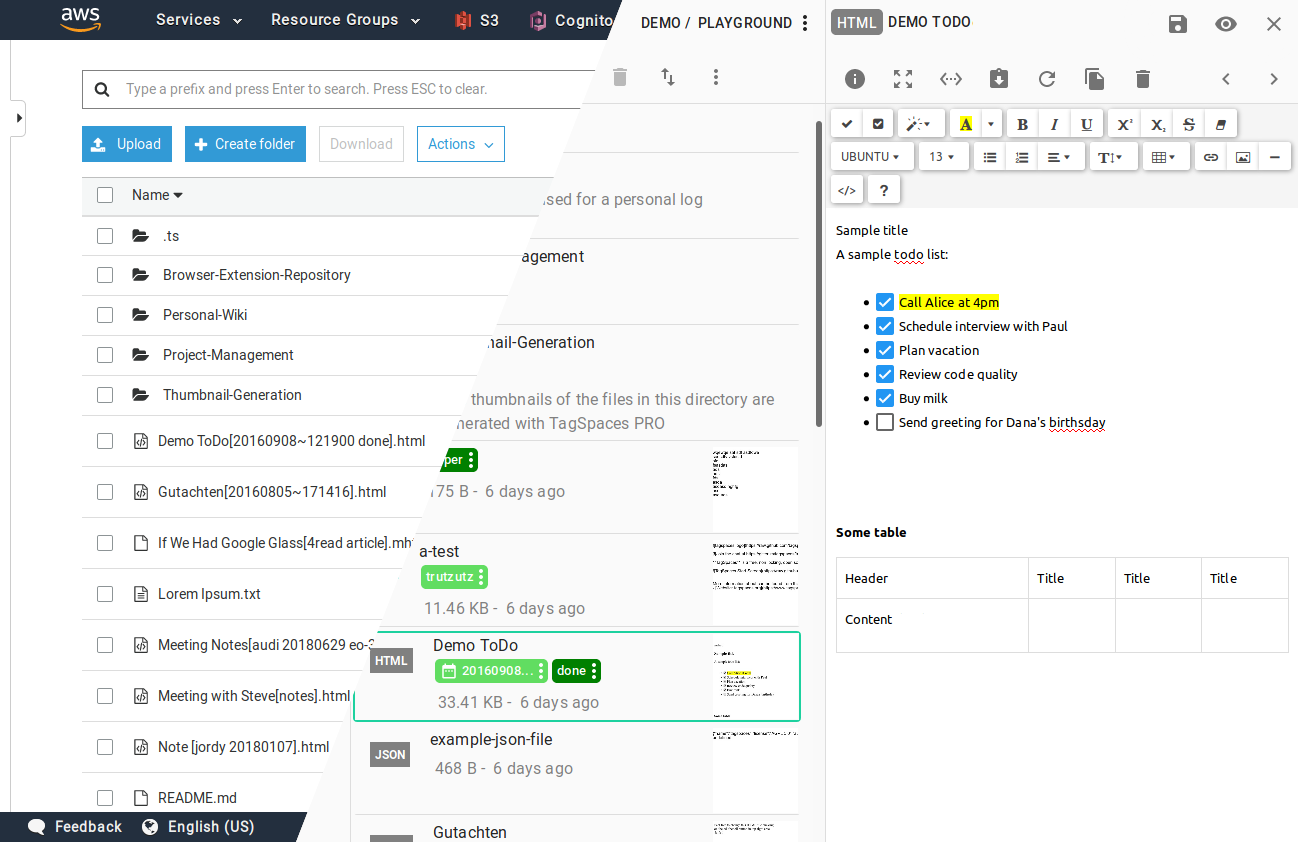 aws Services Resource Groups S3 Cognito
Type a prefix and press Enter to search. Press ESC to clear.
Upload Create folder Download Actions
Name
.ts
Browser-Extension-Repository
Personal-Wiki
Project-Management
Thumbnail-Generation
Demo ToDo[20160908~121900 done].html
Gutachten[20160805~171416].html
If We Had Google Glass[4read article].mh
Lorem Ipsum.txt
Meeting Notes[audi 20180629 eo-3
Meeting with Steve[notes].html
Note [jordy 20180107].html
README.md
Feedback English (US)
DEMO / PLAYGROUND
sed for a personal log
agement
nail-Generation
thumbnails of the files in this directory are
nerated with TagSpaces PRO
per
175 B - 6 days ago
a-test
trutzutz
11.46 KB - 6 days ago
HTML Demo ToDo
20160908... done
33.41 KB - 6 days ago
JSON example-json-file
468 B - 6 days ago
Gutachten
HTML DEMO TODO
A B I U X² X₂ S
UBUNTU 13 T
</> ?
Sample title
A sample todo list:
Call Alice at 4pm
Schedule interview with Paul
Plan vacation
Review code quality
Buy milk
Send greeting for Dana's birthsday
Some table
Header Title Title Title
Content